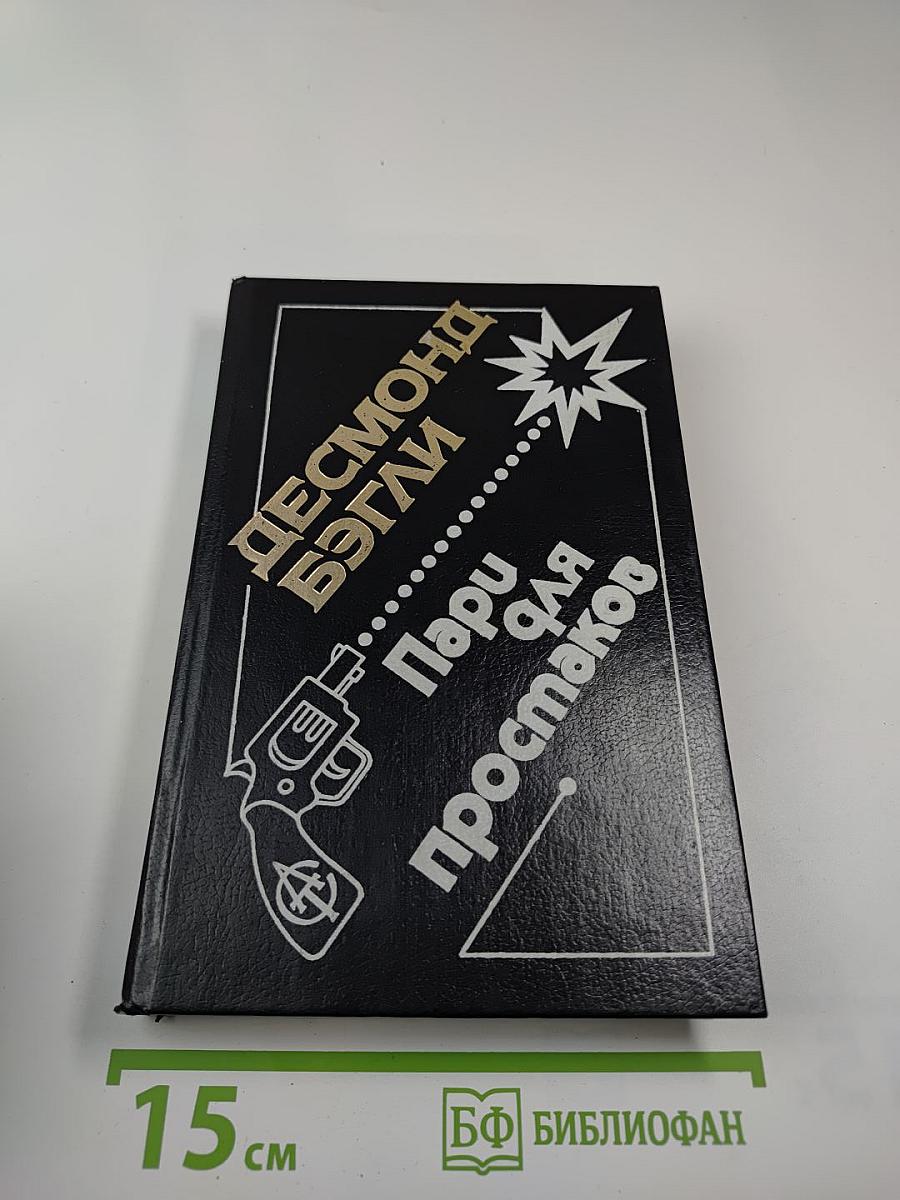 ДЕСМОНД
БЭГЛИ
Пари
для
простаков
15 см
БФ БИБЛИОФАН